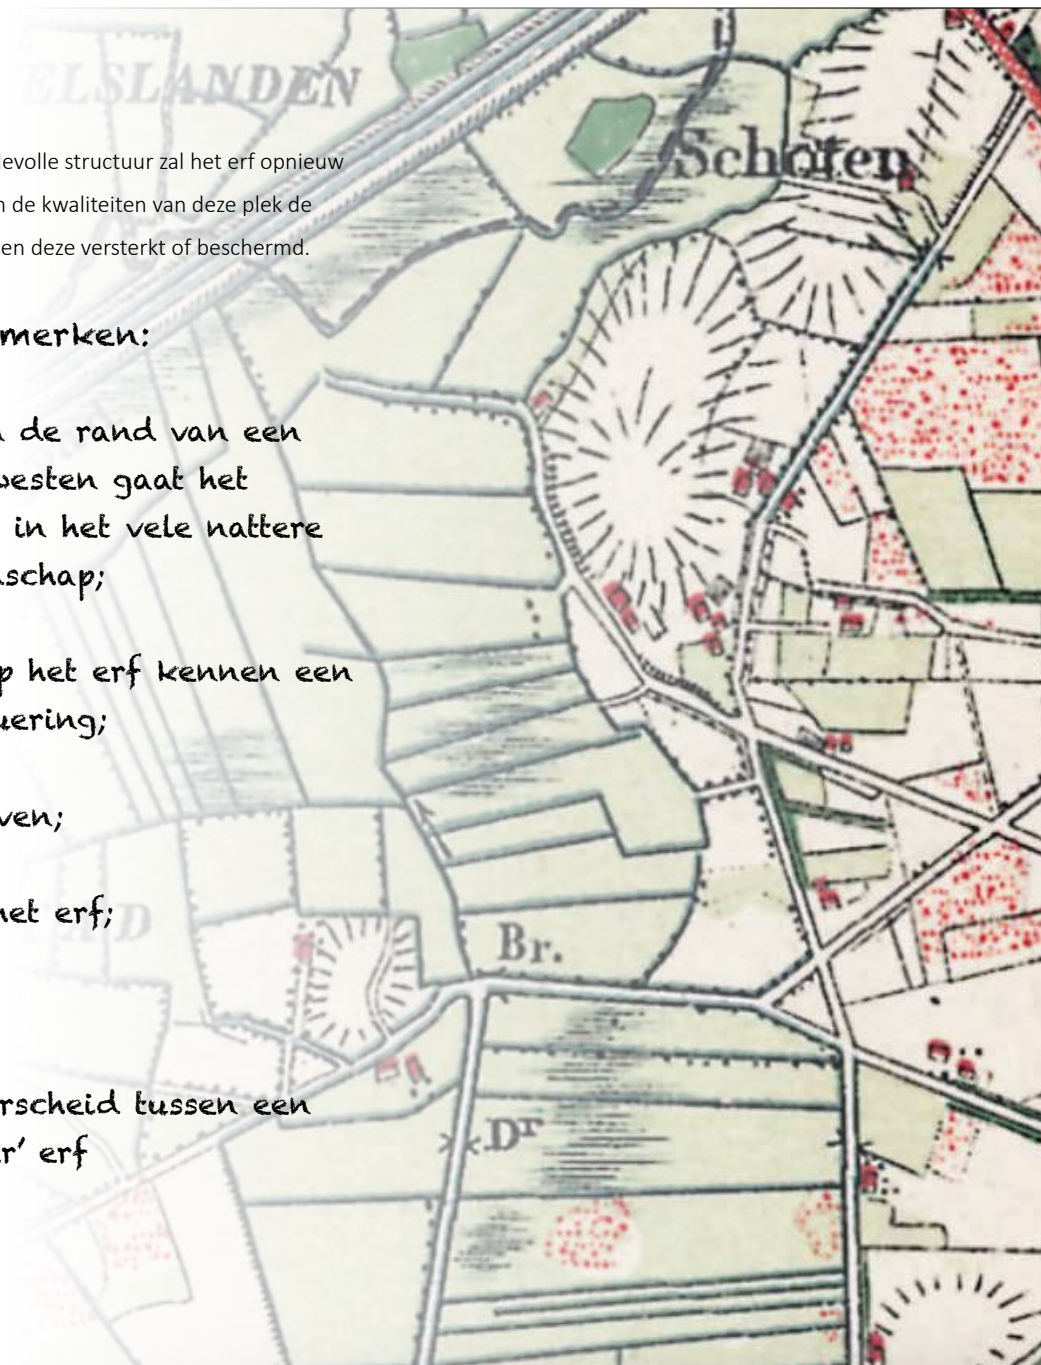 ELSLANDEN
Schoten
levolle structuur zal het erf opnieuw
n de kwaliteiten van deze plek de
en deze versterkt of beschermd.
merken:
de rand van een
westen gaat het
in het vele nattere
schap;
p het erf kennen een
uering;
ven;
het erf;
Br.
rscheid tussen een
r' erf
Dr